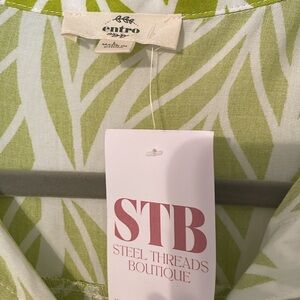 entro
STB
STEEL THREADS
BOUTIQUE